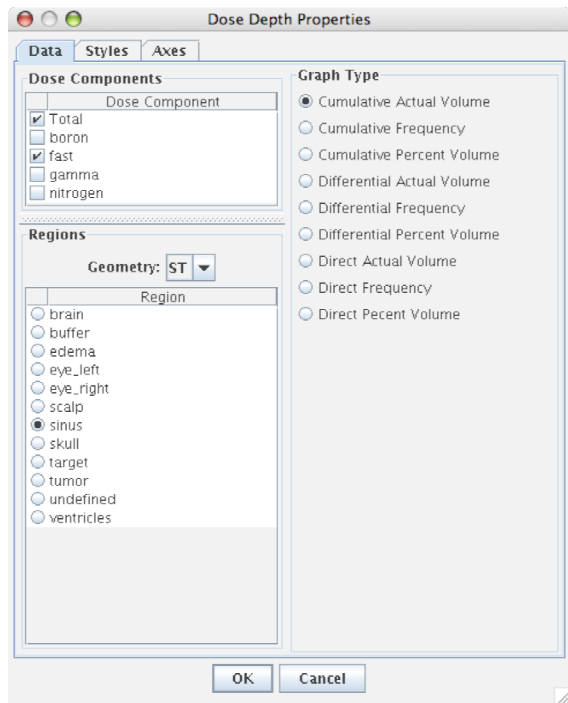 Dose Depth Properties
Data Styles Axes
Dose Components
Dose Component
Total
boron
fast
gamma
nitrogen
Regions
Geometry: ST
Region
brain
buffer
edema
eye_left
eye_right
scalp
sinus
skull
target
tumor
undefined
ventricles
Graph Type
Cumulative Actual Volume
Cumulative Frequency
Cumulative Percent Volume
Differential Actual Volume
Differential Frequency
Differential Percent Volume
Direct Actual Volume
Direct Frequency
Direct Pecent Volume
OK Cancel